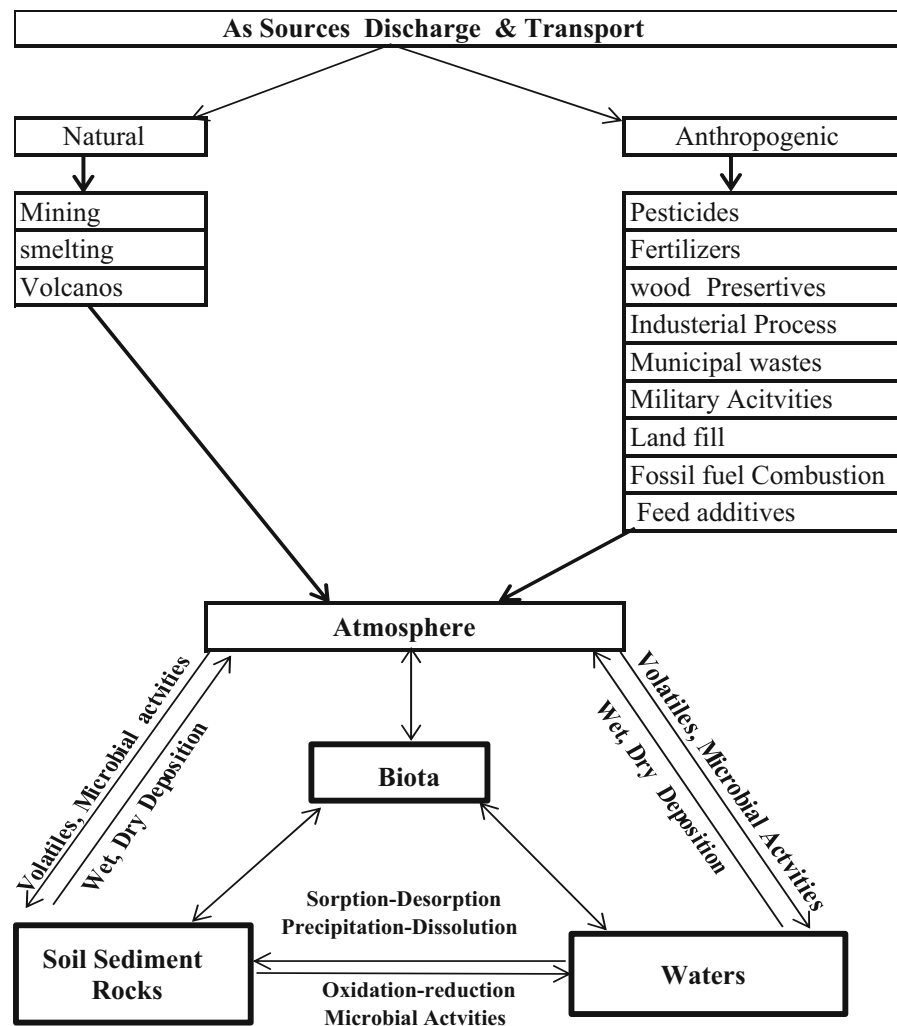 As Sources Discharge & Transport
Natural
Anthropogenic
Mining
smelting
Volcanos
Pesticides
Fertilizers
wood Presertives
Industerial Process
Municipal wastes
Military Acitvities
Land fill
Fossil fuel Combustion
Feed additives
Atmosphere
Volatiles, Microbial actvities
Wet, Dry Deposition
Volatiles, Microbial Actvities
Wet, Dry Deposition
Biota
Sorption-Desorption
Precipitation-Dissolution
Soil Sediment
Rocks
Waters
Oxidation-reduction
Microbial Actvities